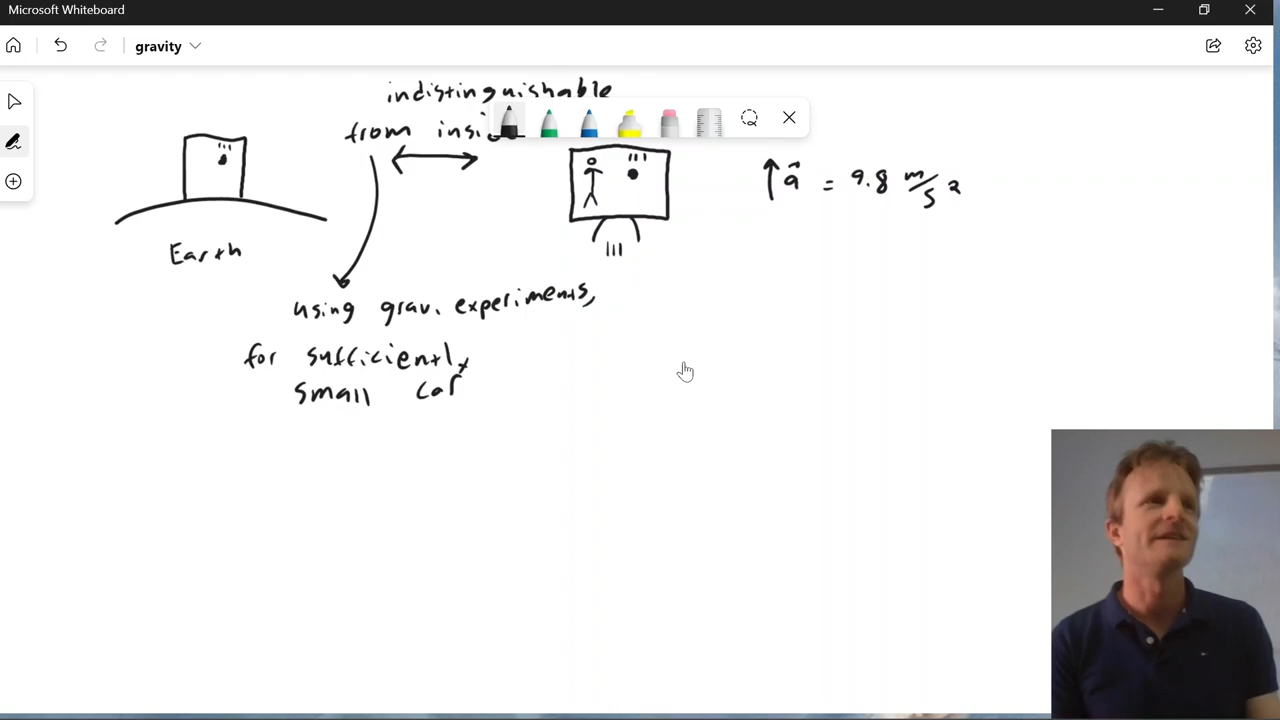 Microsoft Whiteboard
gravity
indistinguishable
from insi
a = 9.8 m/s2
Earth
using grav. experiments,
for sufficiently
small car